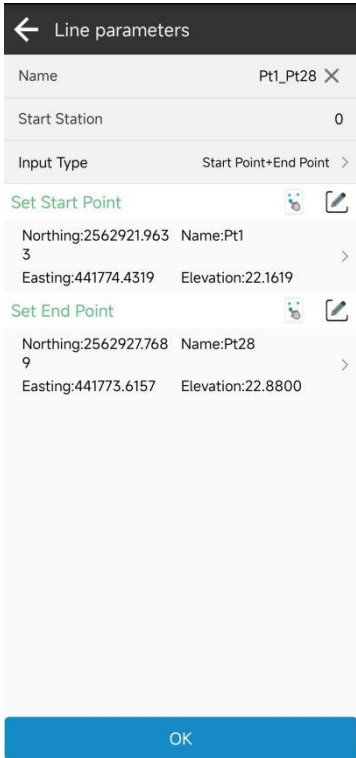 Line parameters
Name Pt1_Pt28
Start Station 0
Input Type Start Point+End Point
Set Start Point
Northing:2562921.963 Name:Pt1
3
Easting:441774.4319 Elevation:22.1619
Set End Point
Northing:2562927.768 Name:Pt28
9
Easting:441773.6157 Elevation:22.8800
OK